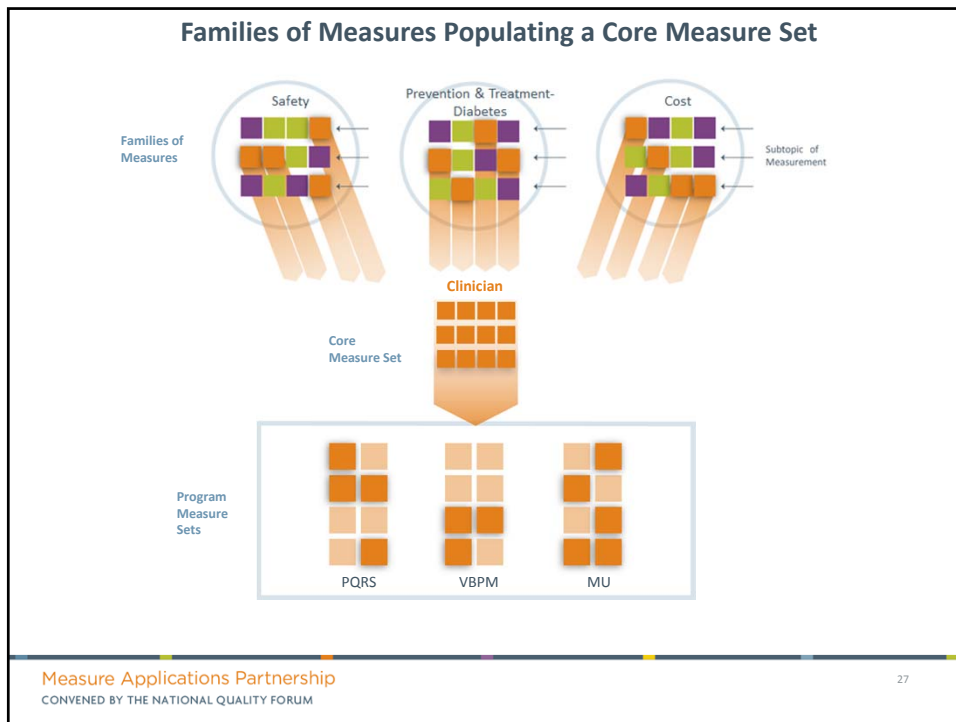 Families of Measures Populating a Core Measure Set
Safety
Prevention & Treatment-
Diabetes
Cost
Families of
Measures
Subtopic of
Measurement
Clinician
Core
Measure Set
Program
Measure
Sets
PQRS
VBPM
MU
Measure Applications Partnership
CONVENED BY THE NATIONAL QUALITY FORUM
27